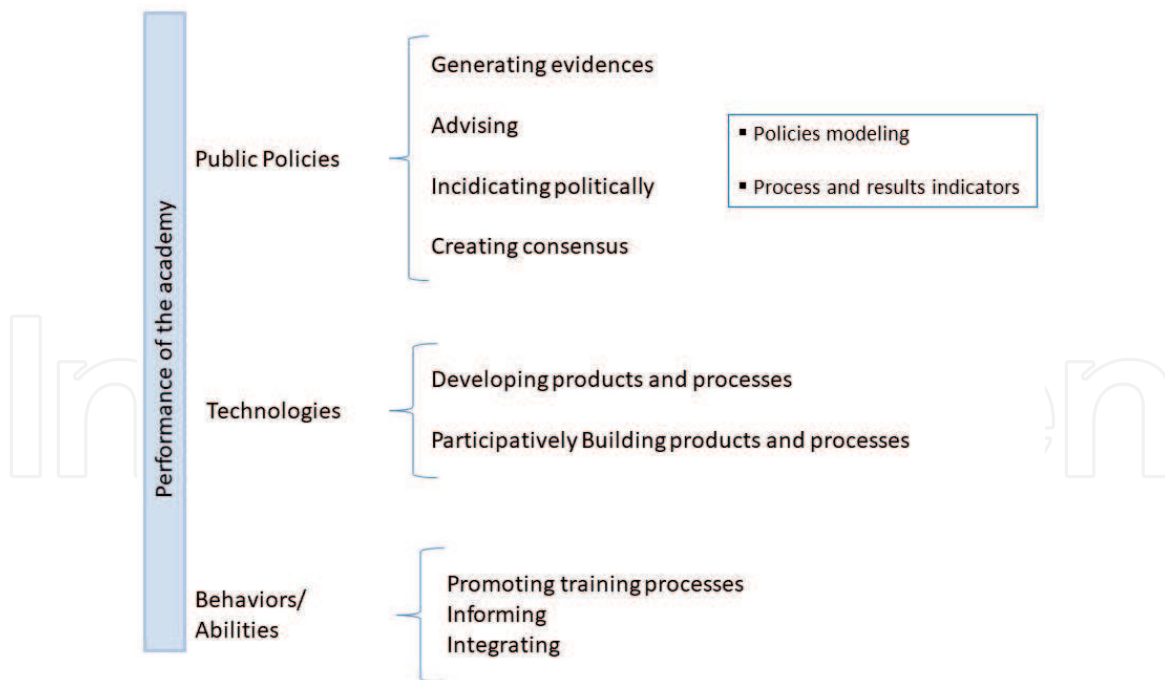 Performance of the academy
Public Policies
Generating evidences
Advising
Incidicating politically
Creating consensus
▪ Policies modeling
▪ Process and results indicators
Technologies
Developing products and processes
Participatively Building products and processes
Behaviors/
Abilities
Promoting training processes
Informing
Integrating